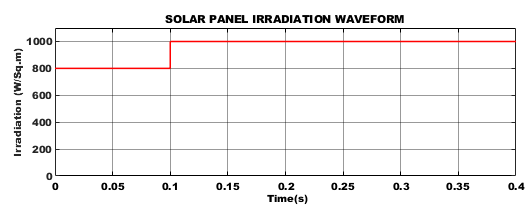 SOLAR PANEL IRRADIATION WAVEFORM
Irradiation (W/Sq.m)
1000
800
600
400
200
0
0 0.05 0.1 0.15 0.2 0.25 0.3 0.35 0.4
Time(s)